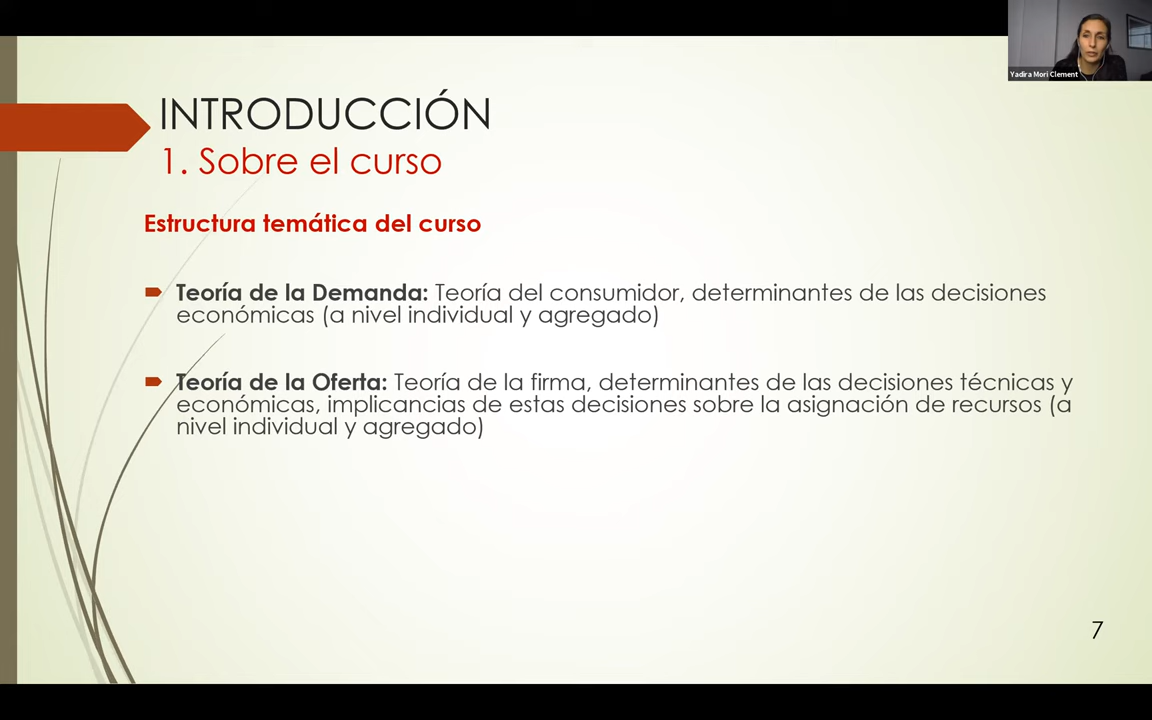 Yadira Mori Clement
INTRODUCCIÓN
1. Sobre el curso
Estructura temática del curso
Teoría de la Demanda: Teoría del consumidor, determinantes de las decisiones
económicas (a nivel individual y agregado)
Teoría de la Oferta: Teoría de la firma, determinantes de las decisiones técnicas y
económicas, implicancias de estas decisiones sobre la asignación de recursos (a
nivel individual y agregado)
7